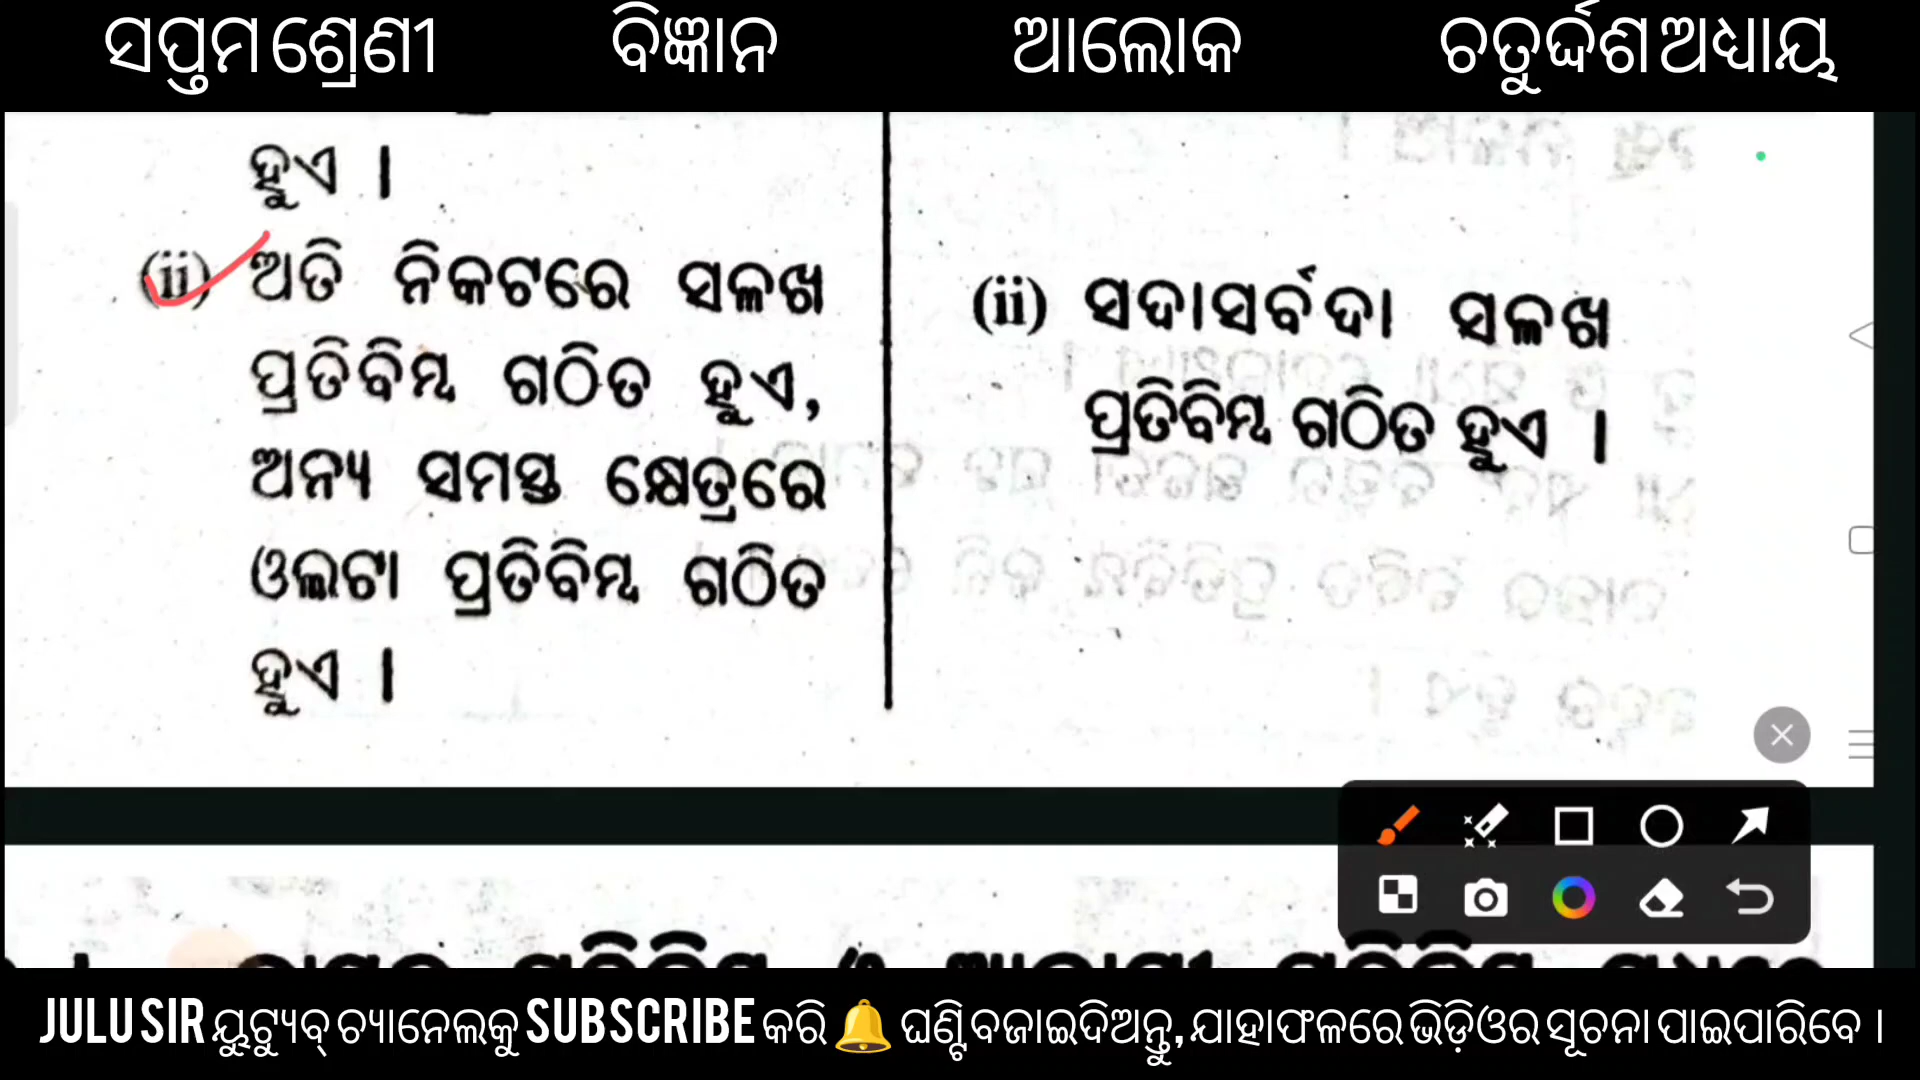 ସପ୍ତମ ଶ୍ରେଣୀ ବିଜ୍ଞାନ ଆଲୋକ ଚତୁର୍ଦ୍ଦଶ ଅଧ୍ୟାୟ
ହୁଏ ।
(ii) ଅତି ନିକଟରେ ସଳଖ
ପ୍ରତିବିମ୍ବ ଗଠିତ ହୁଏ,
ଅନ୍ୟ ସମସ୍ତ କ୍ଷେତ୍ରରେ
ଓଲଟା ପ୍ରତିବିମ୍ବ ଗଠିତ
ହୁଏ ।
(ii) ସଦାସର୍ବଦା ସଳଖ
ପ୍ରତିବିମ୍ବ ଗଠିତ ହୁଏ ।
JULU SIR ୟୁଟ୍ୟୁବ୍ ଚ୍ୟାନେଲକୁ SUBSCRIBE କରି 🔔 ଘଣ୍ଟି ବଜାଇଦିଅନ୍ତୁ, ଯାହାଫଳରେ ଭିଡ଼ିଓର ସୂଚନା ପାଇପାରିବେ ।